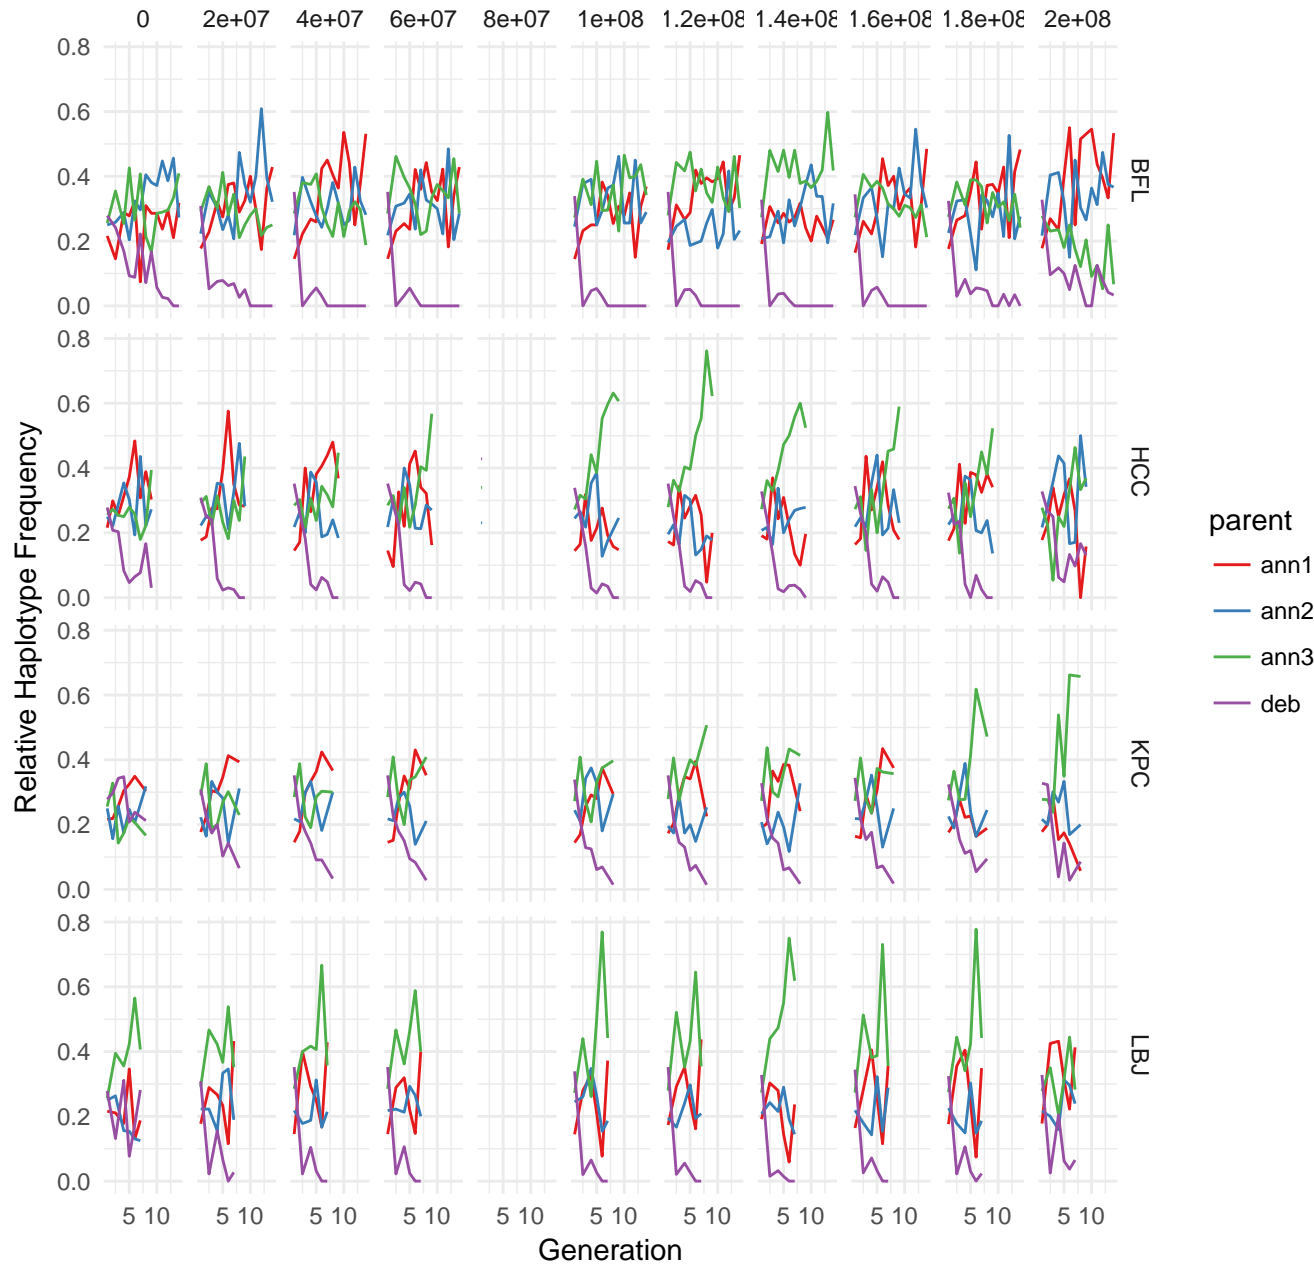 0 2e+07 4e+07 6e+07 8e+07 1e+08 1.2e+08 1.4e+08 1.6e+08 1.8e+08 2e+08
0.8
0.6
0.4
0.2
0.0
BFL
0.8
0.6
0.4
0.2
0.0
HCC
0.8
0.6
0.4
0.2
0.0
KPC
0.8
0.6
0.4
0.2
0.0
LBJ
Relative Haplotype Frequency
5 10 5 10 5 10 5 10 5 10 5 10 5 10 5 10 5 10 5 10 5 10
Generation
parent
ann1
ann2
ann3
deb